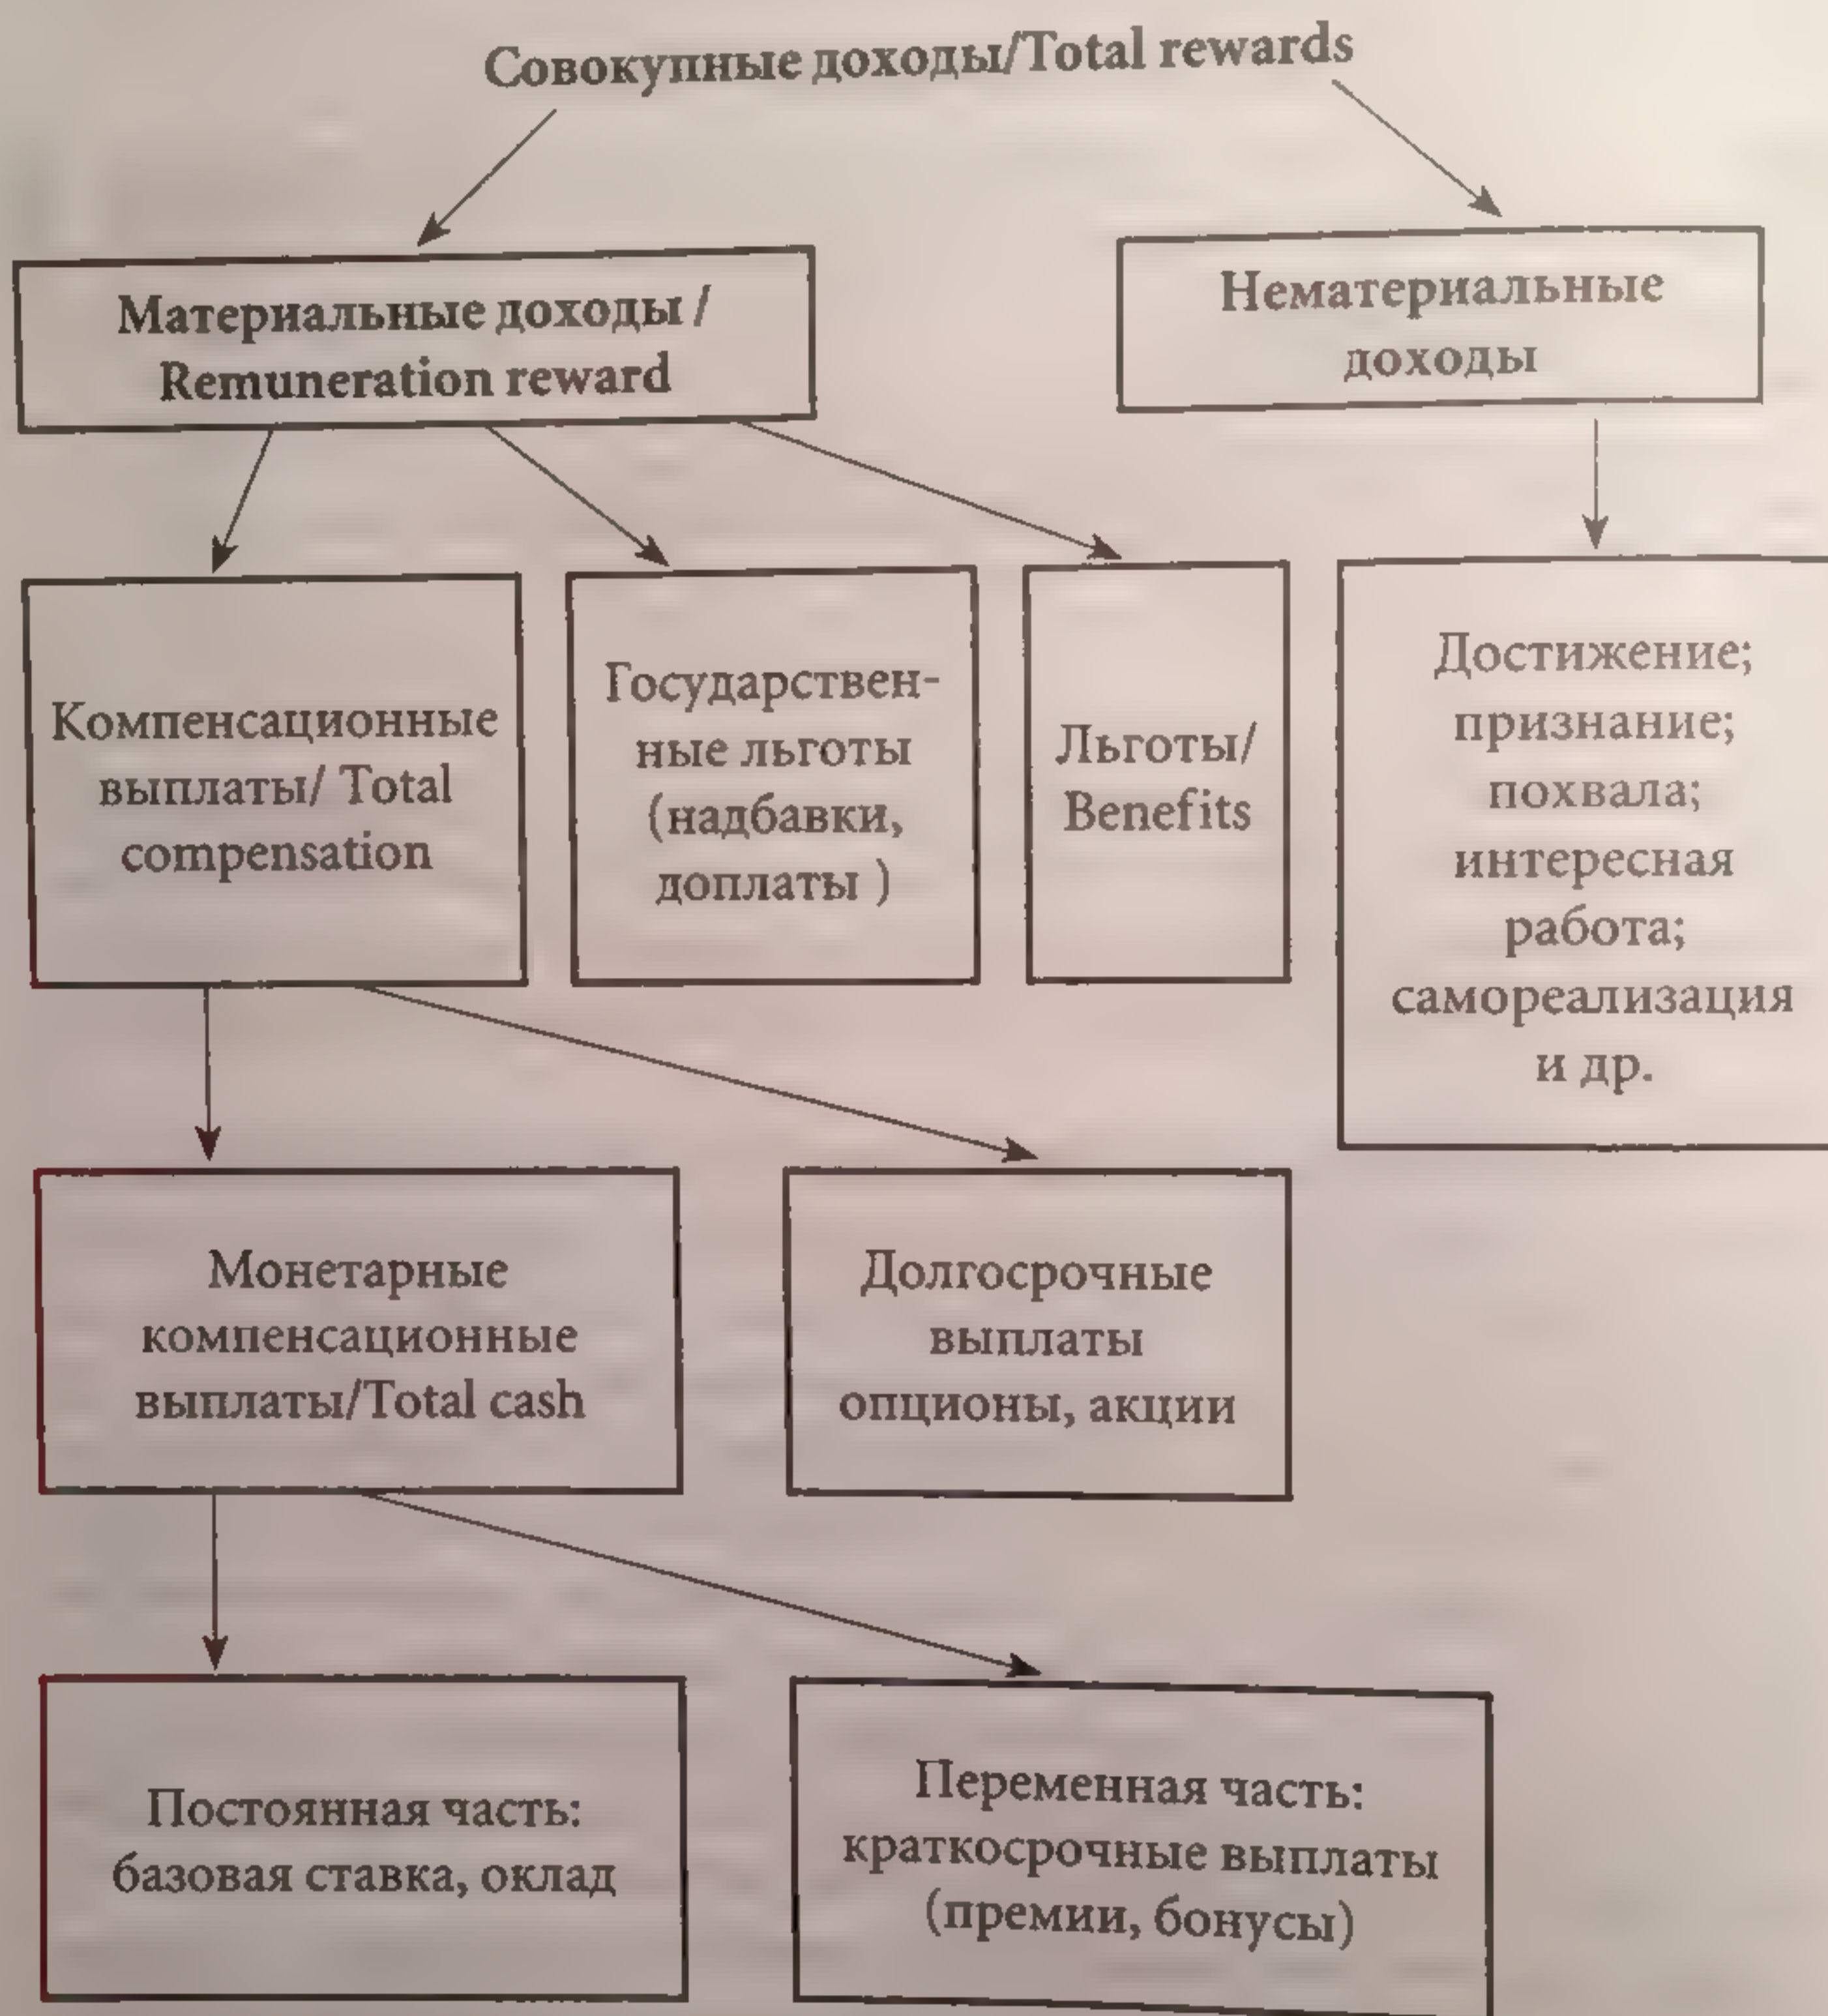 Совокупные доходы/Total rewards
Материальные доходы /
Remuneration reward
Нематериальные
доходы
Компенсационные
выплаты/ Total
compensation
Государствен-
ные льготы
(надбавки,
доплаты )
Льготы/
Benefits
Достижение;
признание;
похвала;
интересная
работа;
самореализация
и др.
Монетарные
компенсационные
выплаты/Total cash
Долгосрочные
выплаты
опционы, акции
Постоянная часть:
базовая ставка, оклад
Переменная часть:
краткосрочные выплаты
(премии, бонусы)